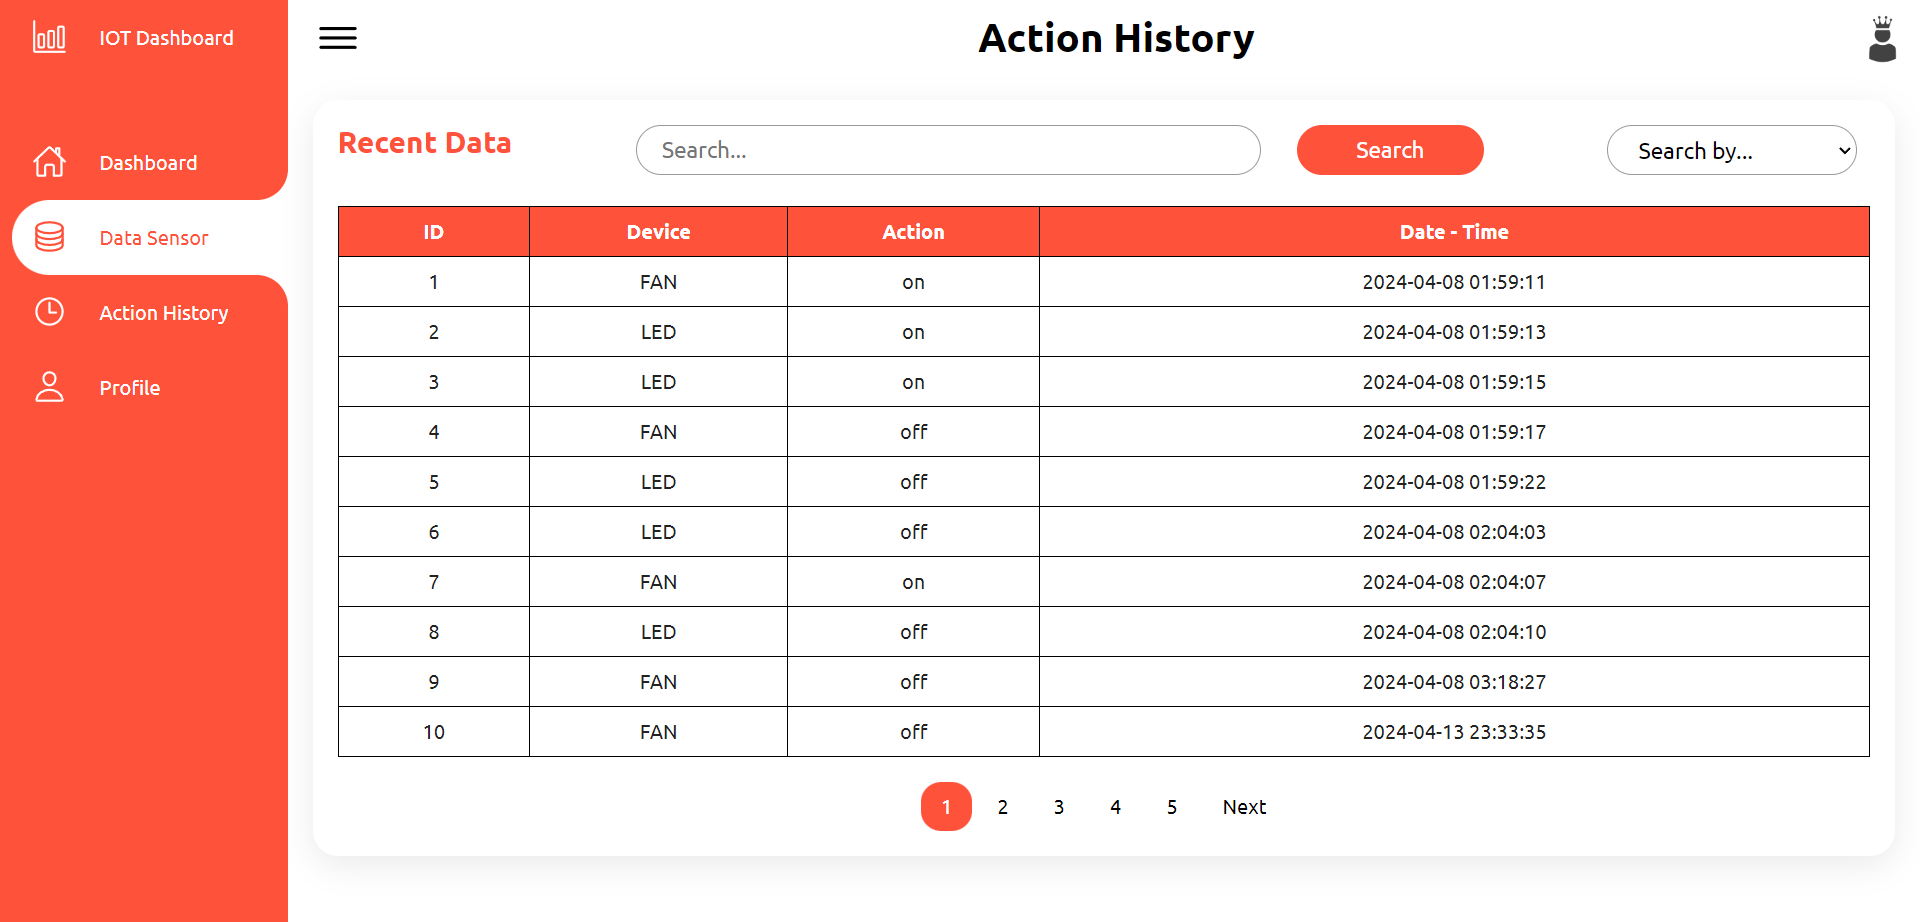 IOT Dashboard
Dashboard
Data Sensor
Action History
Profile
Action History
Recent Data
Search...
Search
Search by...
ID Device Action Date - Time
1 FAN on 2024-04-08 01:59:11
2 LED on 2024-04-08 01:59:13
3 LED on 2024-04-08 01:59:15
4 FAN off 2024-04-08 01:59:17
5 LED off 2024-04-08 01:59:22
6 LED off 2024-04-08 02:04:03
7 FAN on 2024-04-08 02:04:07
8 LED off 2024-04-08 02:04:10
9 FAN off 2024-04-08 03:18:27
10 FAN off 2024-04-13 23:33:35
1 2 3 4 5 Next